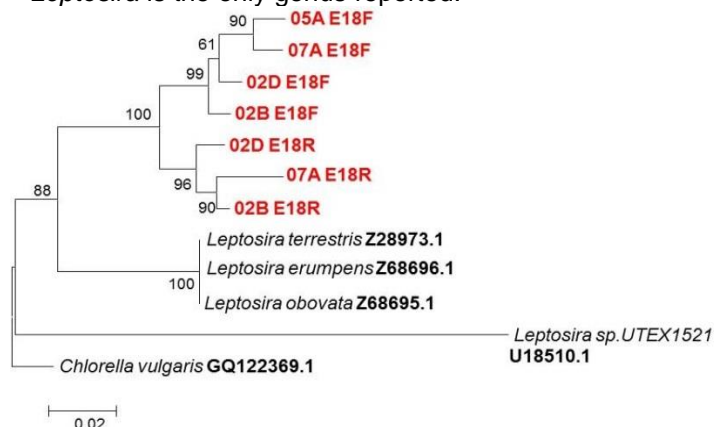 Leptosira is the only genus reported.
90
05A E18F
61
07A E18F
99
02D E18F
100
02B E18F
02D E18R
96
07A E18R
88
90
02B E18R
Leptosira terrestris Z28973.1
Leptosira erumpens Z68696.1
100
Leptosira obovata Z68695.1
Leptosira sp.UTEX1521
U18510.1
Chlorella vulgaris GQ122369.1
0.02